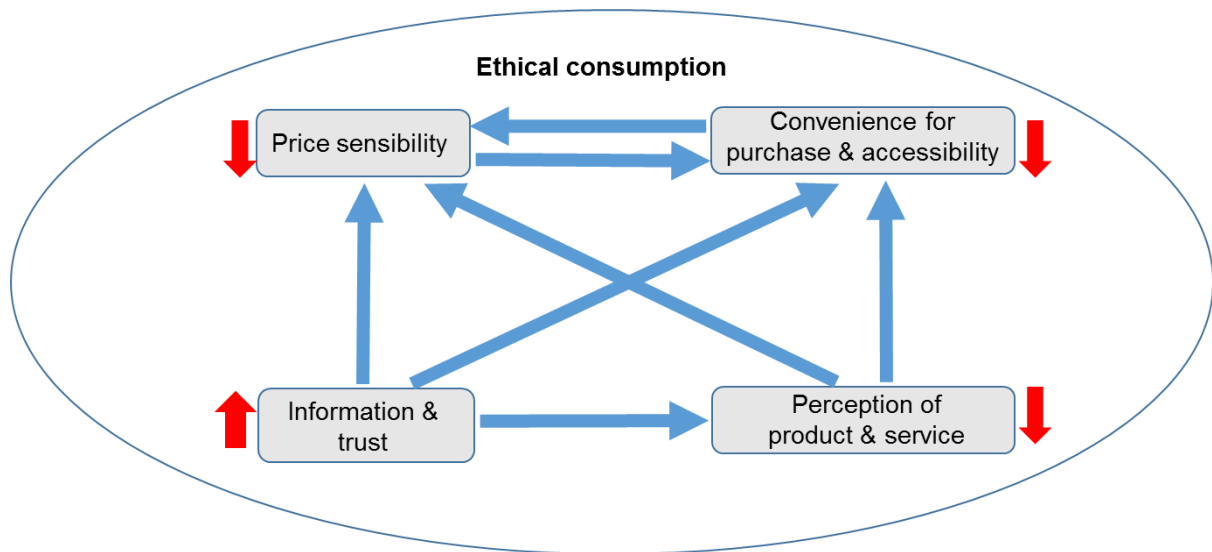 Ethical consumption
Price sensibility
Convenience for
purchase & accessibility
Information &
trust
Perception of
product & service